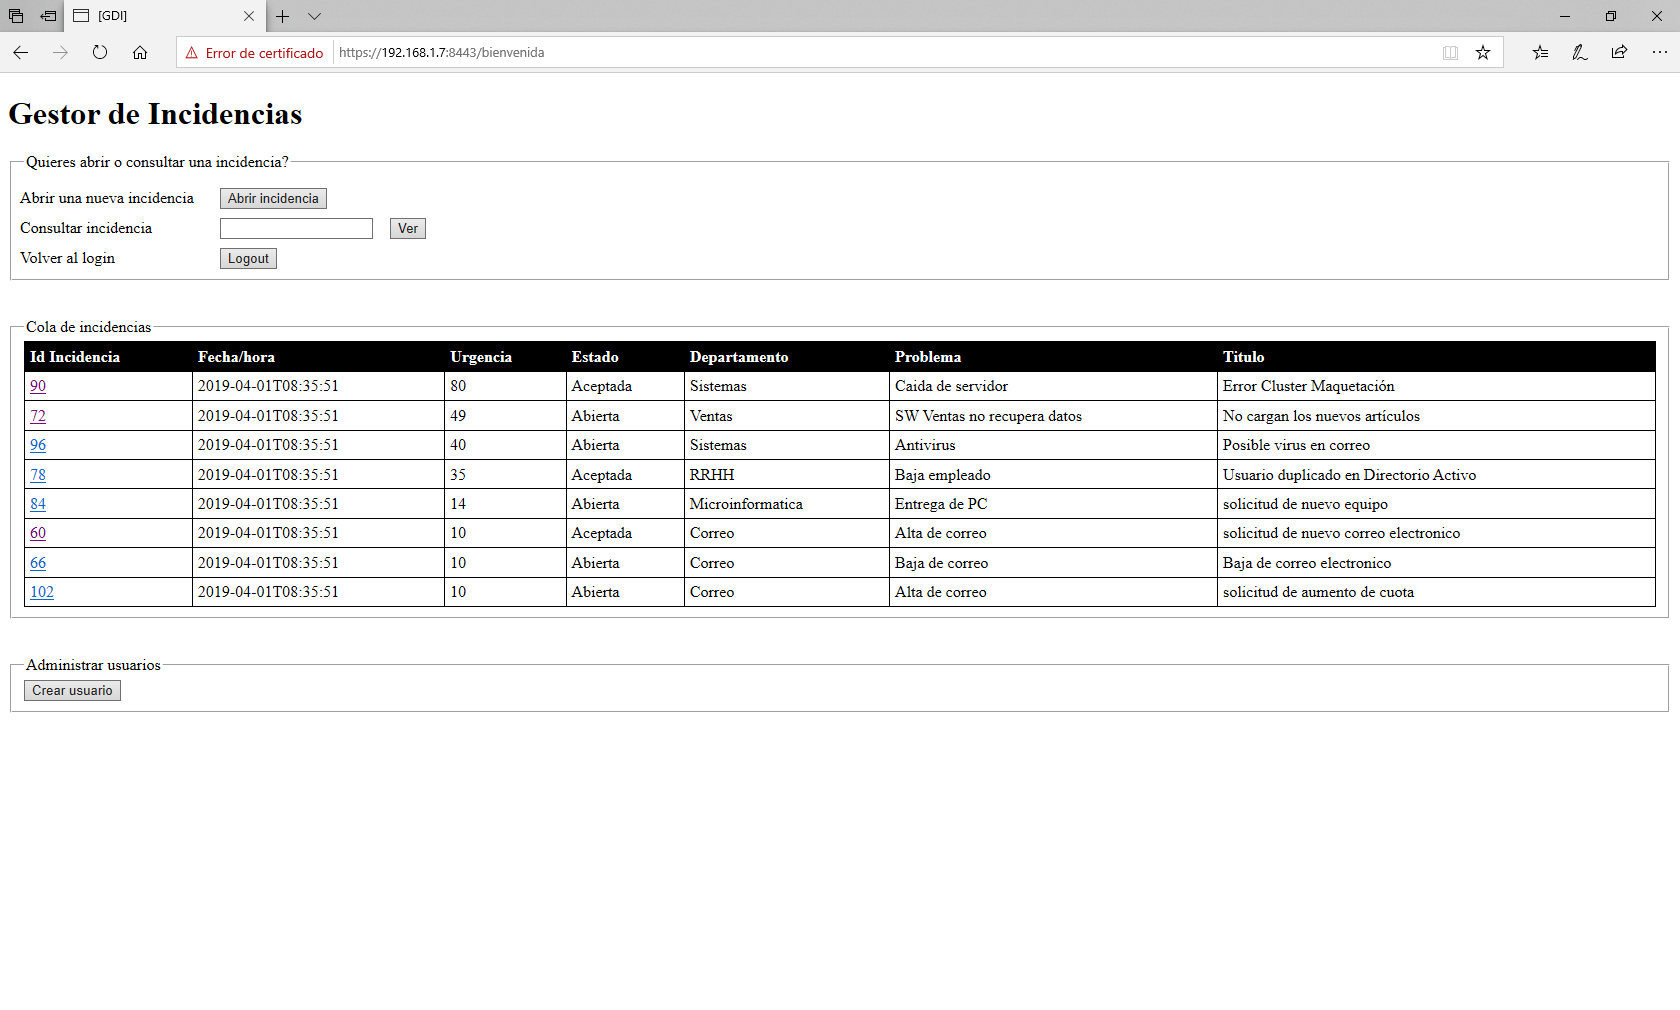 [GDI]
Error de certificado https://192.168.1.7:8443/bienvenida
Gestor de Incidencias
Quieres abrir o consultar una incidencia?
Abrir una nueva incidencia Abrir incidencia
Consultar incidencia Ver
Volver al login Logout
Cola de incidencias
Id Incidencia Fecha/hora Urgencia Estado Departamento Problema Titulo
90 2019-04-01T08:35:51 80 Aceptada Sistemas Caida de servidor Error Cluster Maquetación
72 2019-04-01T08:35:51 49 Abierta Ventas SW Ventas no recupera datos No cargan los nuevos artículos
96 2019-04-01T08:35:51 40 Abierta Sistemas Antivirus Posible virus en correo
78 2019-04-01T08:35:51 35 Aceptada RRHH Baja empleado Usuario duplicado en Directorio Activo
84 2019-04-01T08:35:51 14 Abierta Microinformatica Entrega de PC solicitud de nuevo equipo
60 2019-04-01T08:35:51 10 Aceptada Correo Alta de correo solicitud de nuevo correo electronico
66 2019-04-01T08:35:51 10 Abierta Correo Baja de correo Baja de correo electronico
102 2019-04-01T08:35:51 10 Abierta Correo Alta de correo solicitud de aumento de cuota
Administrar usuarios
Crear usuario